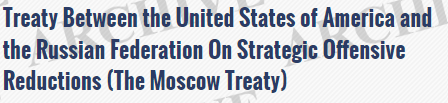 Treaty Between the United States of America and
the Russian Federation On Strategic Offensive
Reductions (The Moscow Treaty)